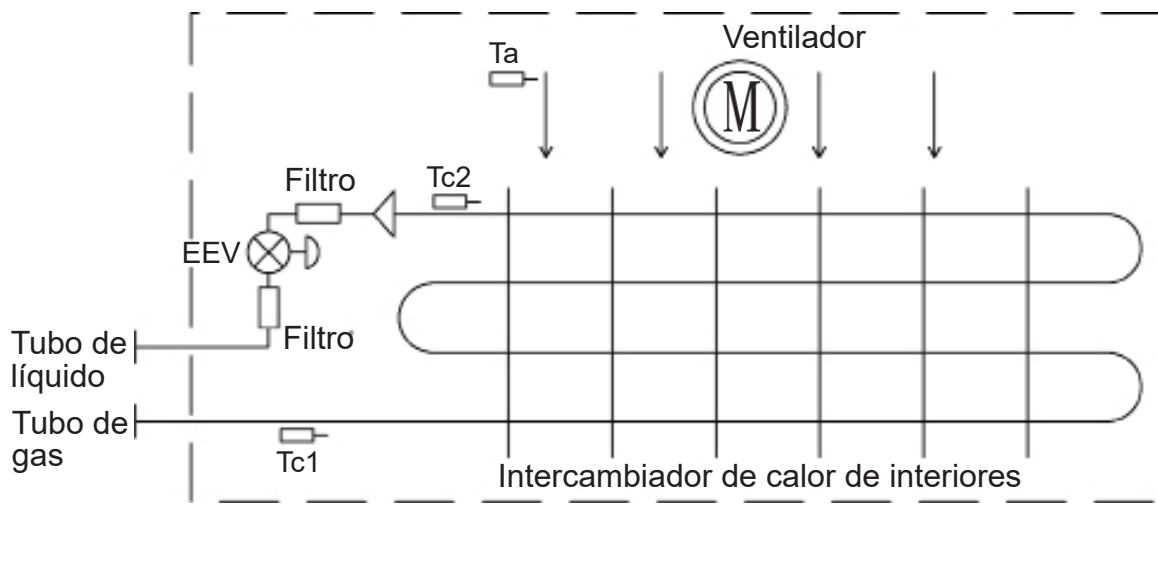 Ventilador
Ta
M
Filtro
Tc2
EEV
Filtro
Tubo de
líquido
Tubo de
gas
Tc1
Intercambiador de calor de interiores